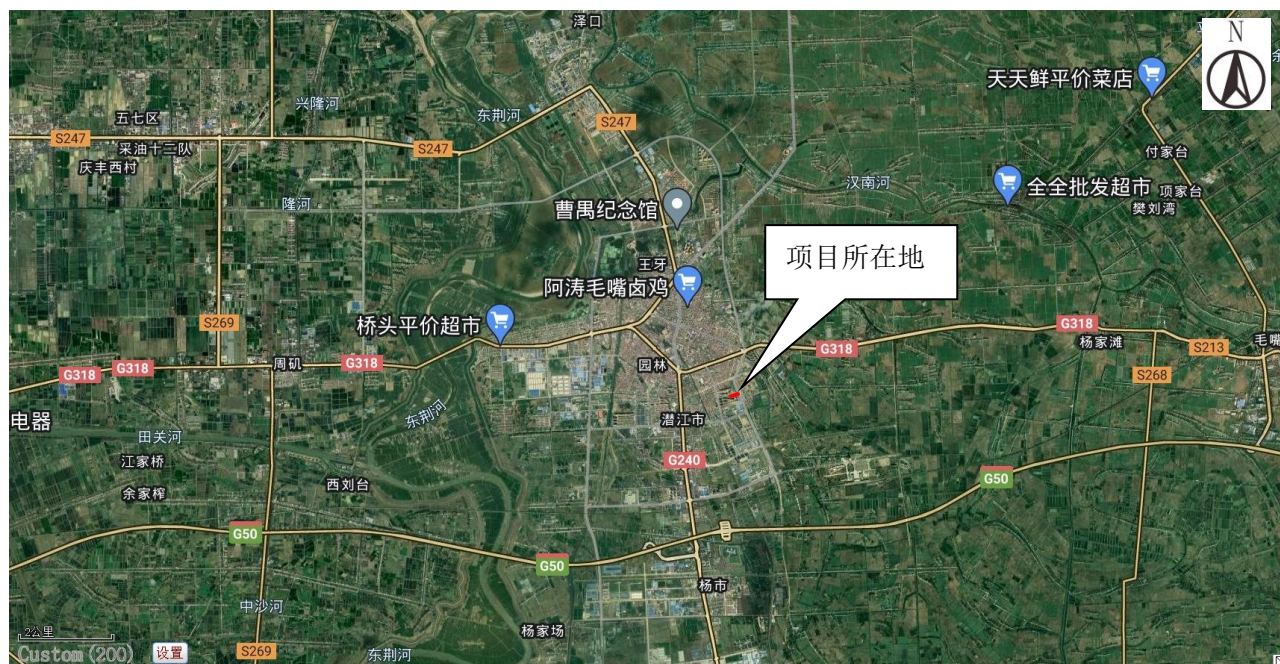 泽口
N
天天鲜平价菜店
兴隆河
东荆河
五七区
S247
S247
采油十二队
S247
庆丰西村
付家台
汉南河
全全批发超市
项家台
樊刘湾
隆河
曹禺纪念馆
项目所在地
王牙
阿涛毛嘴卤鸡
桥头平价超市
S269
G318
G318
杨家滩
S213
毛嘴
周矶
G318
G318
G318
园林
S268
东荆河
潜江市
电器
田关河
江家桥
G240
西刘台
G50
余家榨
G50
G50
杨市
中沙河
2公里
杨家场
Custom(200)
设置
S269
东荆河